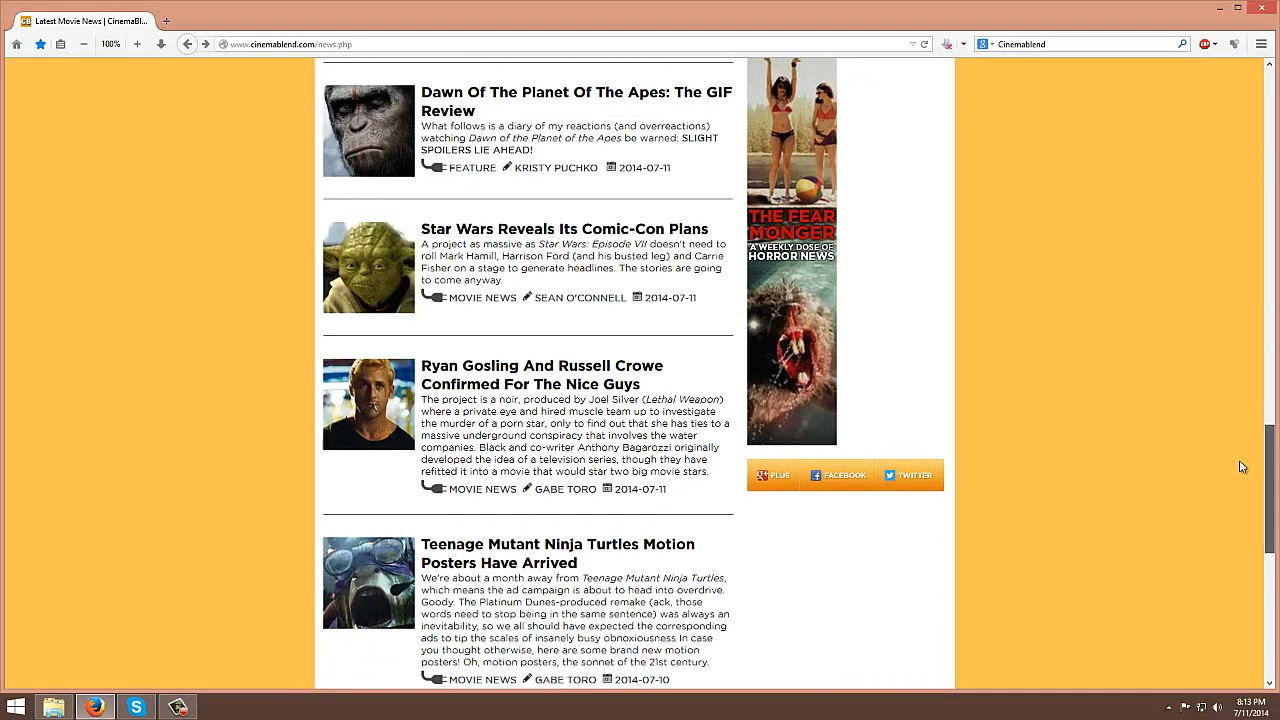 Latest Movie News | CinemaBl...
100%
www.cinemablend.com/news.php
Cinemablend
Dawn Of The Planet Of The Apes: The GIF
Review
What follows is a diary of my reactions (and overreactions)
watching Dawn of the Planet of the Apes be warned: SLIGHT
SPOILERS LIE AHEAD!
FEATURE KRISTY PUCHKO 2014-07-11
Star Wars Reveals Its Comic-Con Plans
A project as massive as Star Wars: Episode VII doesn't need to
roll Mark Hamill, Harrison Ford (and his busted leg) and Carrie
Fisher on a stage to generate headlines. The stories are going
to come anyway.
MOVIE NEWS SEAN O'CONNELL 2014-07-11
Ryan Gosling And Russell Crowe
Confirmed For The Nice Guys
The project is a noir, produced by Joel Silver (Lethal Weapon)
where a private eye and hired muscle team up to investigate
the murder of a porn star, only to find out that she has ties to a
massive underground conspiracy that involves the water
companies. Black and co-writer Anthony Bagarozzi originally
developed the idea of a television series, though they have
refitted it into a movie that would star two big movie stars.
MOVIE NEWS GABE TORO 2014-07-11
Teenage Mutant Ninja Turtles Motion
Posters Have Arrived
We're about a month away from Teenage Mutant Ninja Turtles,
which means the ad campaign is about to head into overdrive.
Goody. The Platinum Dunes-produced remake (ack, those
words need to stop being in the same sentence) was always an
inevitability, so we all should have expected the corresponding
ads to tip the scales of insanely busy obnoxiousness In case
you thought otherwise, here are some brand new motion
posters! Oh, motion posters, the sonnet of the 21st century.
MOVIE NEWS GABE TORO 2014-07-10
THE FEAR
MONGER
A WEEKLY DOSE OF
HORROR NEWS
PLUS FACEBOOK TWITTER
8:13 PM
7/11/2014